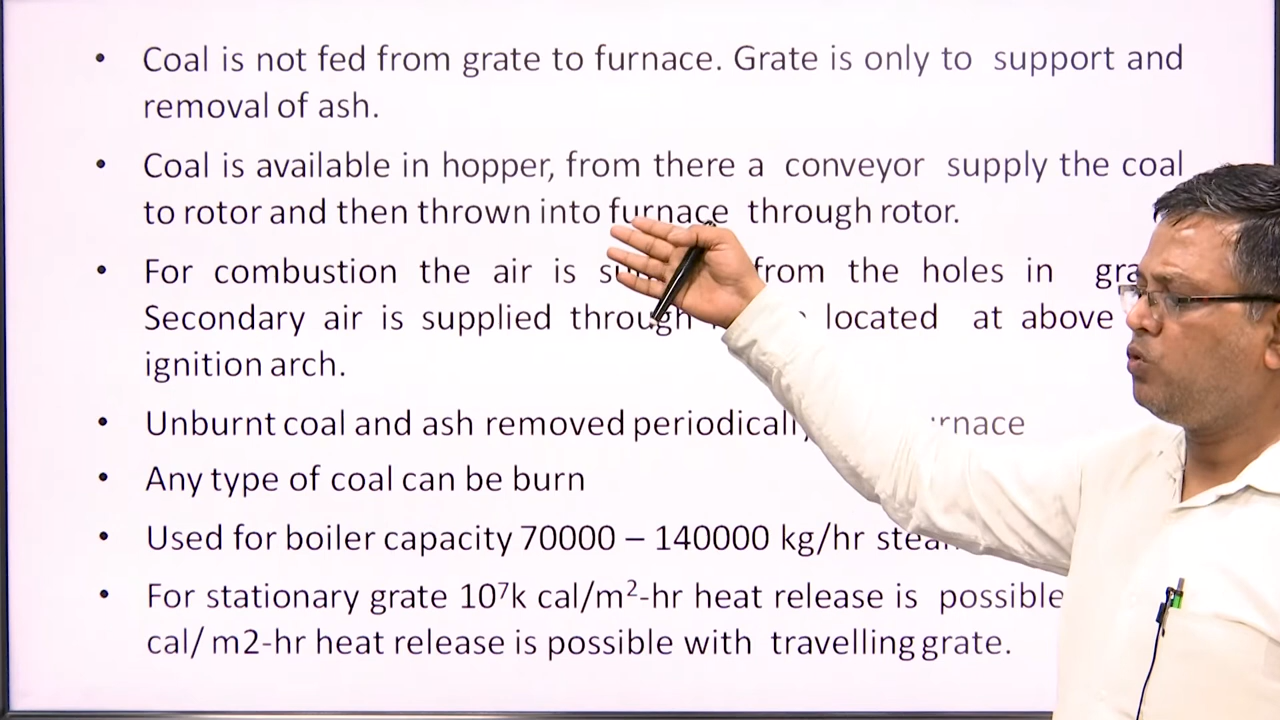 • Coal is not fed from grate to furnace. Grate is only to support and
removal of ash.
• Coal is available in hopper, from there a conveyor supply the coal
to rotor and then thrown into furnace through rotor.
• For combustion the air is from the holes in
Secondary air is supplied through located at above
ignition arch.
• Unburnt coal and ash removed periodically
• Any type of coal can be burn
• Used for boiler capacity 70000 – 140000 kg/hr
• For stationary grate 10⁷k cal/m²-hr heat release is possible
cal/ m2-hr heat release is possible with travelling grate.